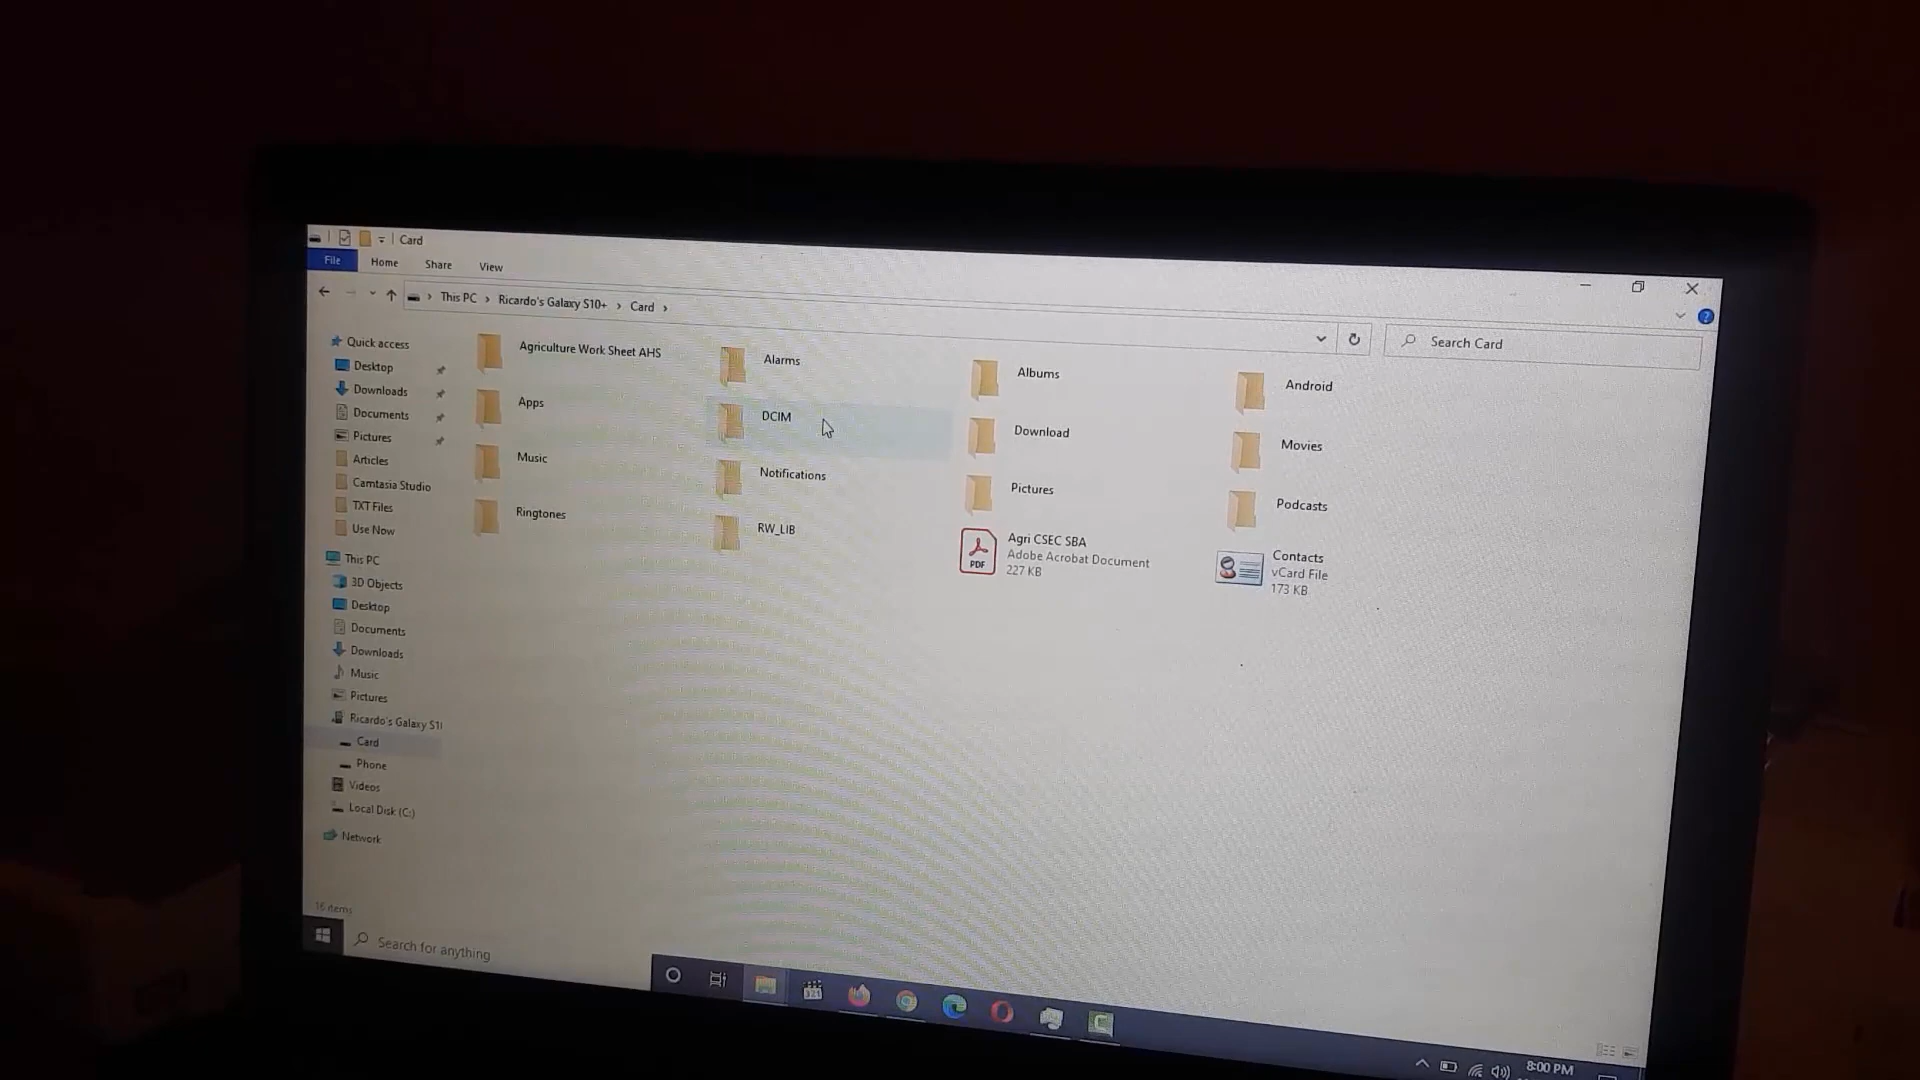 Card
File Home Share View
This PC › Ricardo's Galaxy S10+ › Card ›
Search Card
Quick access
Desktop
Downloads
Documents
Pictures
Articles
Camtasia Studio
TXT Files
Use Now
This PC
3D Objects
Desktop
Documents
Downloads
Music
Pictures
Ricardo's Galaxy S1
Card
Phone
Videos
Local Disk (C:)
Network
Agriculture Work Sheet AHS
Alarms
Albums
Android
Apps
DCIM
Download
Movies
Music
Notifications
Pictures
Podcasts
Ringtones
RW_LIB
Agri CSEC SBA
Adobe Acrobat Document
227 KB
PDF
Contacts
vCard File
173 KB
16 items
Search for anything
321
8:00 PM